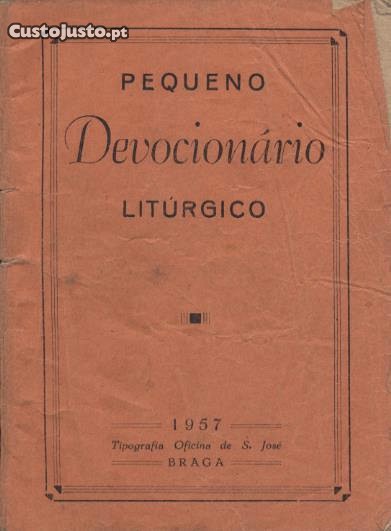 CustoJusto.pt
PEQUENO
Devocionário
LITÚRGICO
1957
Tipografia Oficina de S. José
BRAGA